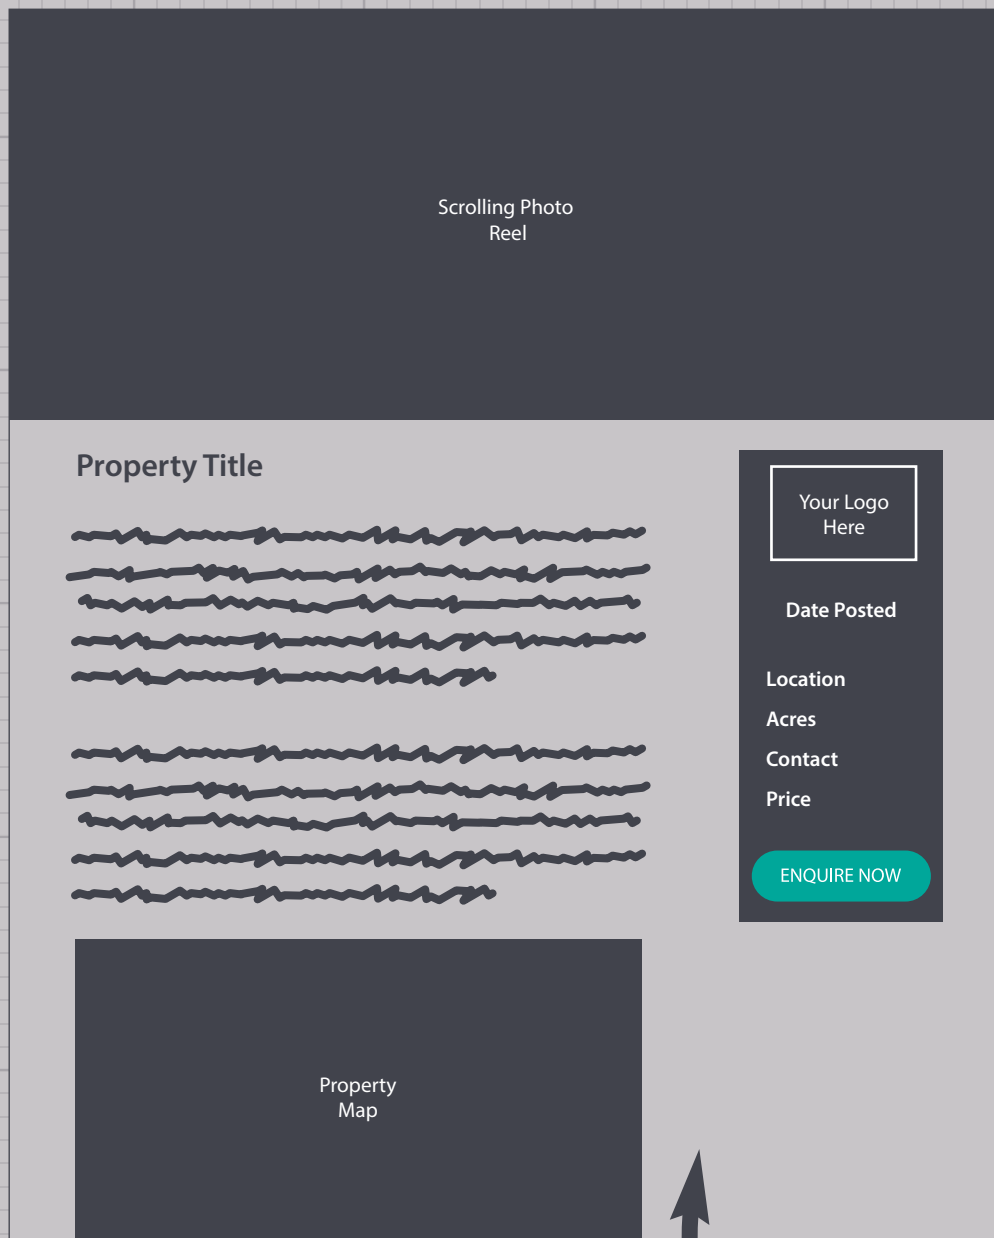 Scrolling Photo
Reel
Property Title
Your Logo
Here
Date Posted
Location
Acres
Contact
Price
ENQUIRE NOW
Property
Map